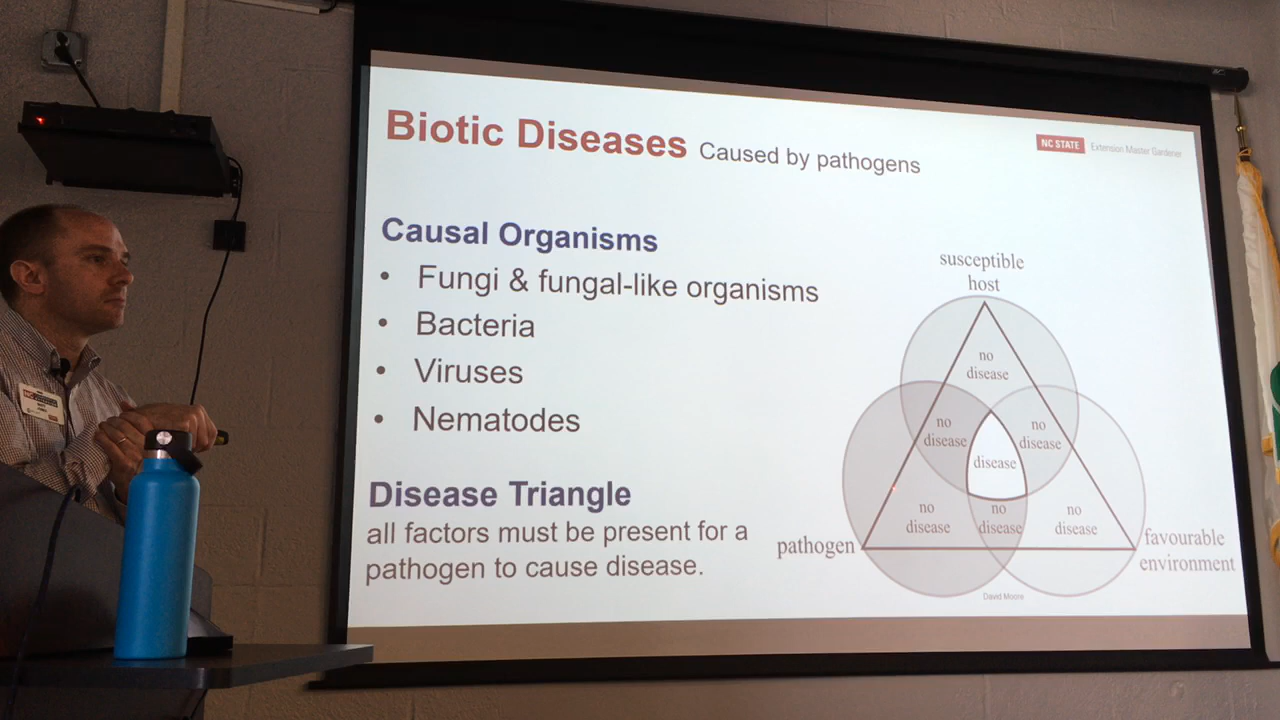 Biotic Diseases Caused by pathogens
NC STATE Extension Master Gardener
Causal Organisms
• Fungi & fungal-like organisms
• Bacteria
• Viruses
• Nematodes
Disease Triangle
all factors must be present for a
pathogen to cause disease.
susceptible
host
no
disease
no
disease
no
disease
disease
no
disease
no
disease
no
disease
pathogen
favourable
environment
David Moore